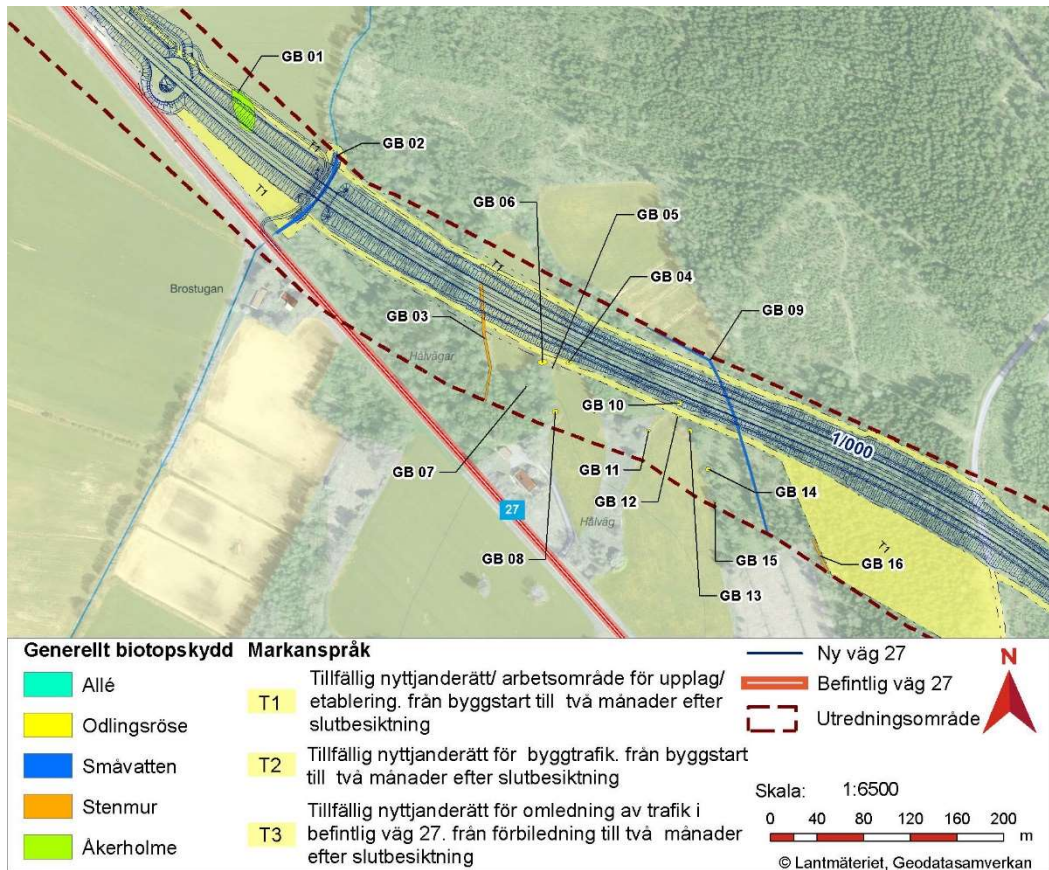 GB 01
T1
GB 02
T1
GB 06
GB 05
T1
GB 04
Brostugan
GB 03
GB 09
Hålvägar
GB 10
1/000
GB 07
GB 11
GB 14
GB 12
27
Hålväg
T1
GB 08
GB 15
GB 16
GB 13
Generellt biotopskydd
Allé
Odlingsröse
Småvatten
Stenmur
Åkerholme
Markanspråk
T1
Tillfällig nyttjanderätt/ arbetsområde för upplag/
etablering. från byggstart till två månader efter
slutbesiktning
T2
Tillfällig nyttjanderätt för byggtrafik. från byggstart
till två månader efter slutbesiktning
T3
Tillfällig nyttjanderätt för omledning av trafik i
befintlig väg 27. från förbiledning till två månader
efter slutbesiktning
Ny väg 27
Befintlig väg 27
Utredningsområde
N
Skala: 1:6500
0 40 80 120 160 200
m
© Lantmäteriet, Geodatasamverkan